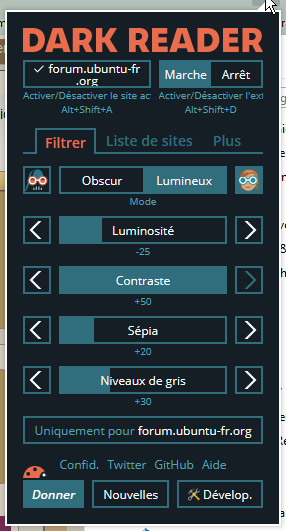 DARK READER
✓ forum.ubuntu-fr
.org
Marche Arrêt
Activer/Désactiver le site ac
Alt+Shift+A
Activer/Désactiver l'ext
Alt+Shift+D
Filtrer Liste de sites Plus
Obscur Lumineux
Mode
Luminosité
-25
Contraste
+50
Sépia
+20
Niveaux de gris
+30
Uniquement pour forum.ubuntu-fr.org
Confid. Twitter GitHub Aide
Donner Nouvelles 🛠 Dévelop.